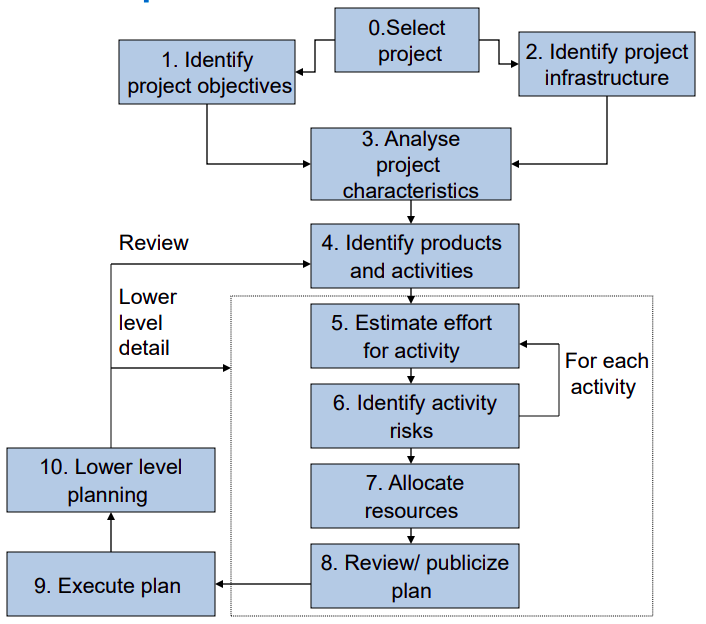 0.Select
project
1. Identify
project objectives
2. Identify project
infrastructure
3. Analyse
project
characteristics
Review
4. Identify products
and activities
Lower
level
detail
5. Estimate effort
for activity
For each
activity
6. Identify activity
risks
10. Lower level
planning
7. Allocate
resources
8. Review/ publicize
plan
9. Execute plan